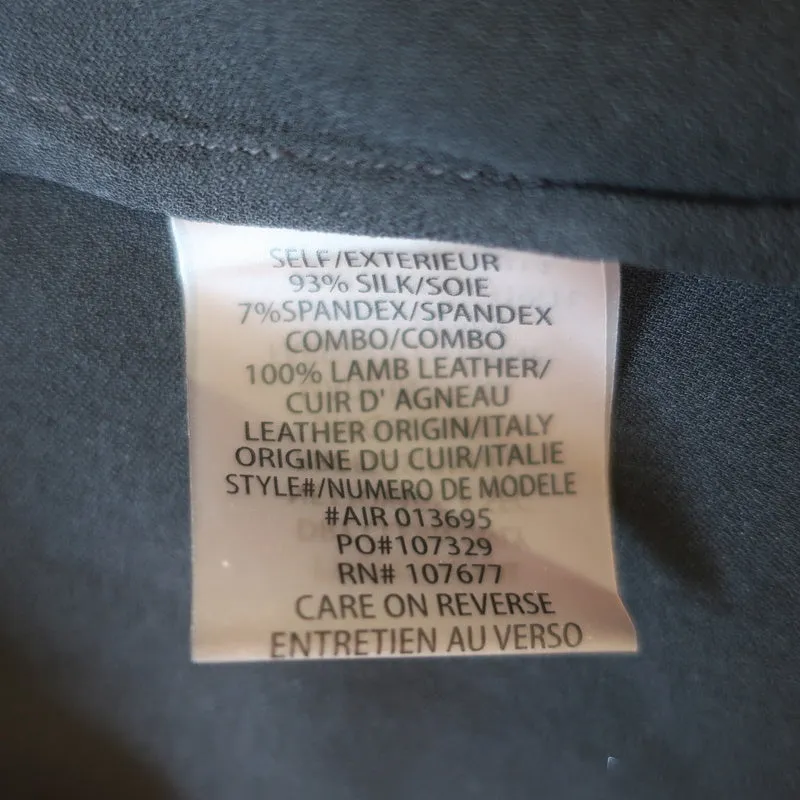 SELF/EXTERIEUR
93% SILK/SOIE
7%SPANDEX/SPANDEX
COMBO/COMBO
100% LAMB LEATHER/
CUIR D' AGNEAU
LEATHER ORIGIN/ITALY
ORIGINE DU CUIR/ITALIE
STYLE#/NUMERO DE MODELE
#AIR 013695
PO#107329
RN# 107677
CARE ON REVERSE
ENTRETIEN AU VERSO